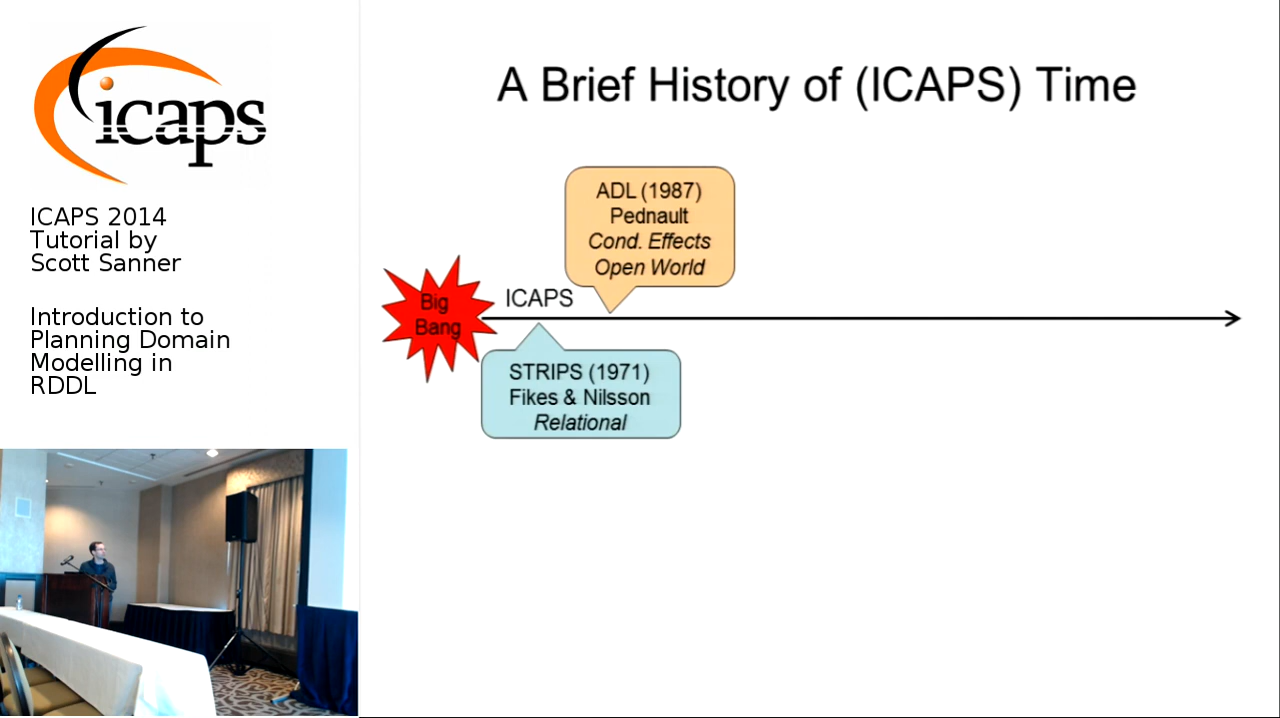 icaps
ICAPS 2014
Tutorial by
Scott Sanner
Introduction to
Planning Domain
Modelling in
RDDL
A Brief History of (ICAPS) Time
ADL (1987)
Pednault
Cond. Effects
Open World
Big
Bang
ICAPS
STRIPS (1971)
Fikes & Nilsson
Relational